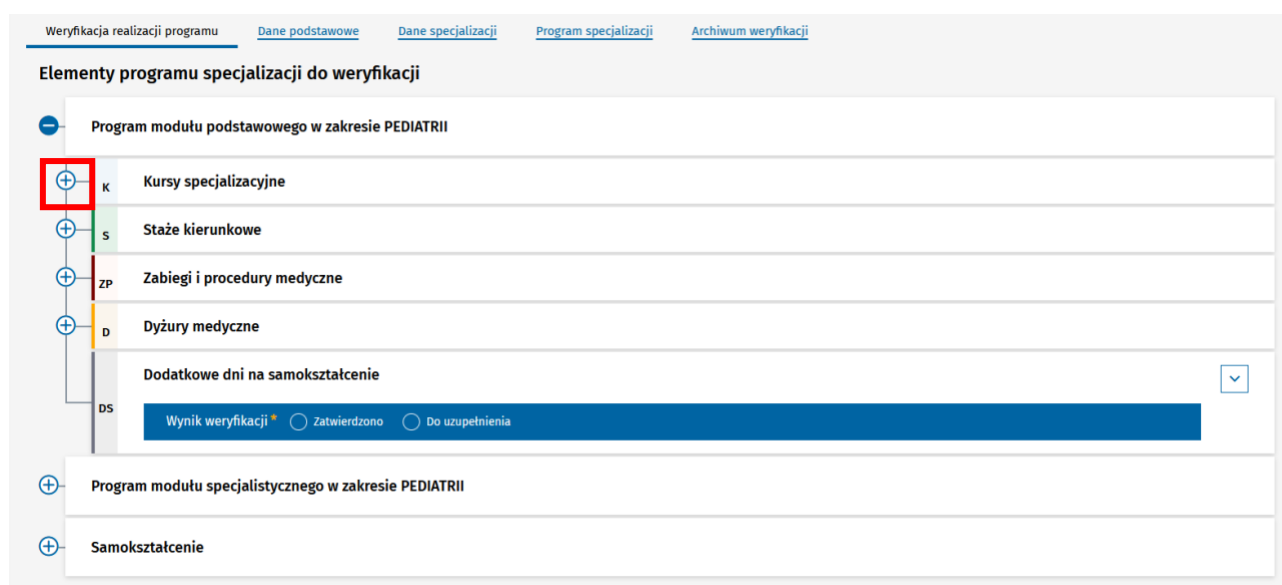 Weryfikacja realizacji programu Dane podstawowe Dane specjalizacji Program specjalizacji Archiwum weryfikacji
Elementy programu specjalizacji do weryfikacji
Program modułu podstawowego w zakresie PEDIATRII
K Kursy specjalizacyjne
S Staże kierunkowe
ZP Zabiegi i procedury medyczne
D Dyżury medyczne
Dodatkowe dni na samokształcenie
DS
Wynik weryfikacji * Zatwierdzono Do uzupełnienia
Program modułu specjalistycznego w zakresie PEDIATRII
Samokształcenie